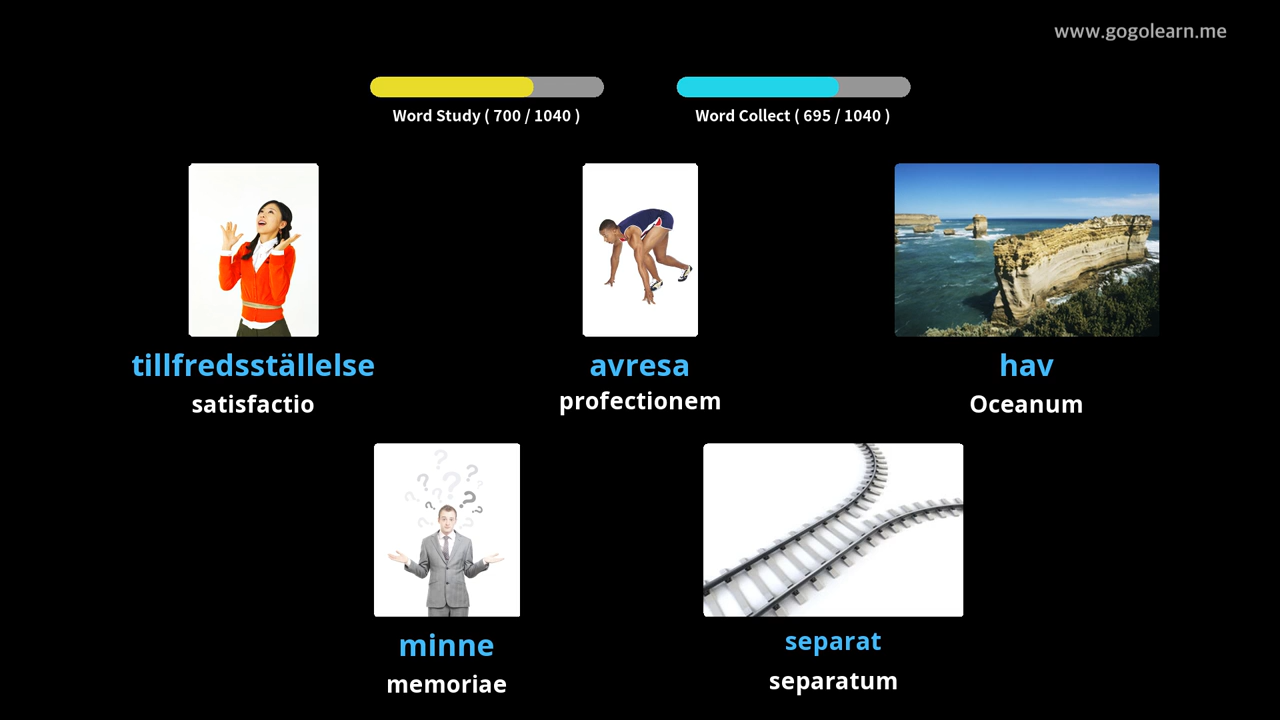 www.gogolearn.me
Word Study ( 700 / 1040 )
Word Collect ( 695 / 1040 )
tillfredsställelse
satisfactio
avresa
profectionem
hav
Oceanum
minne
memoriae
separat
separatum